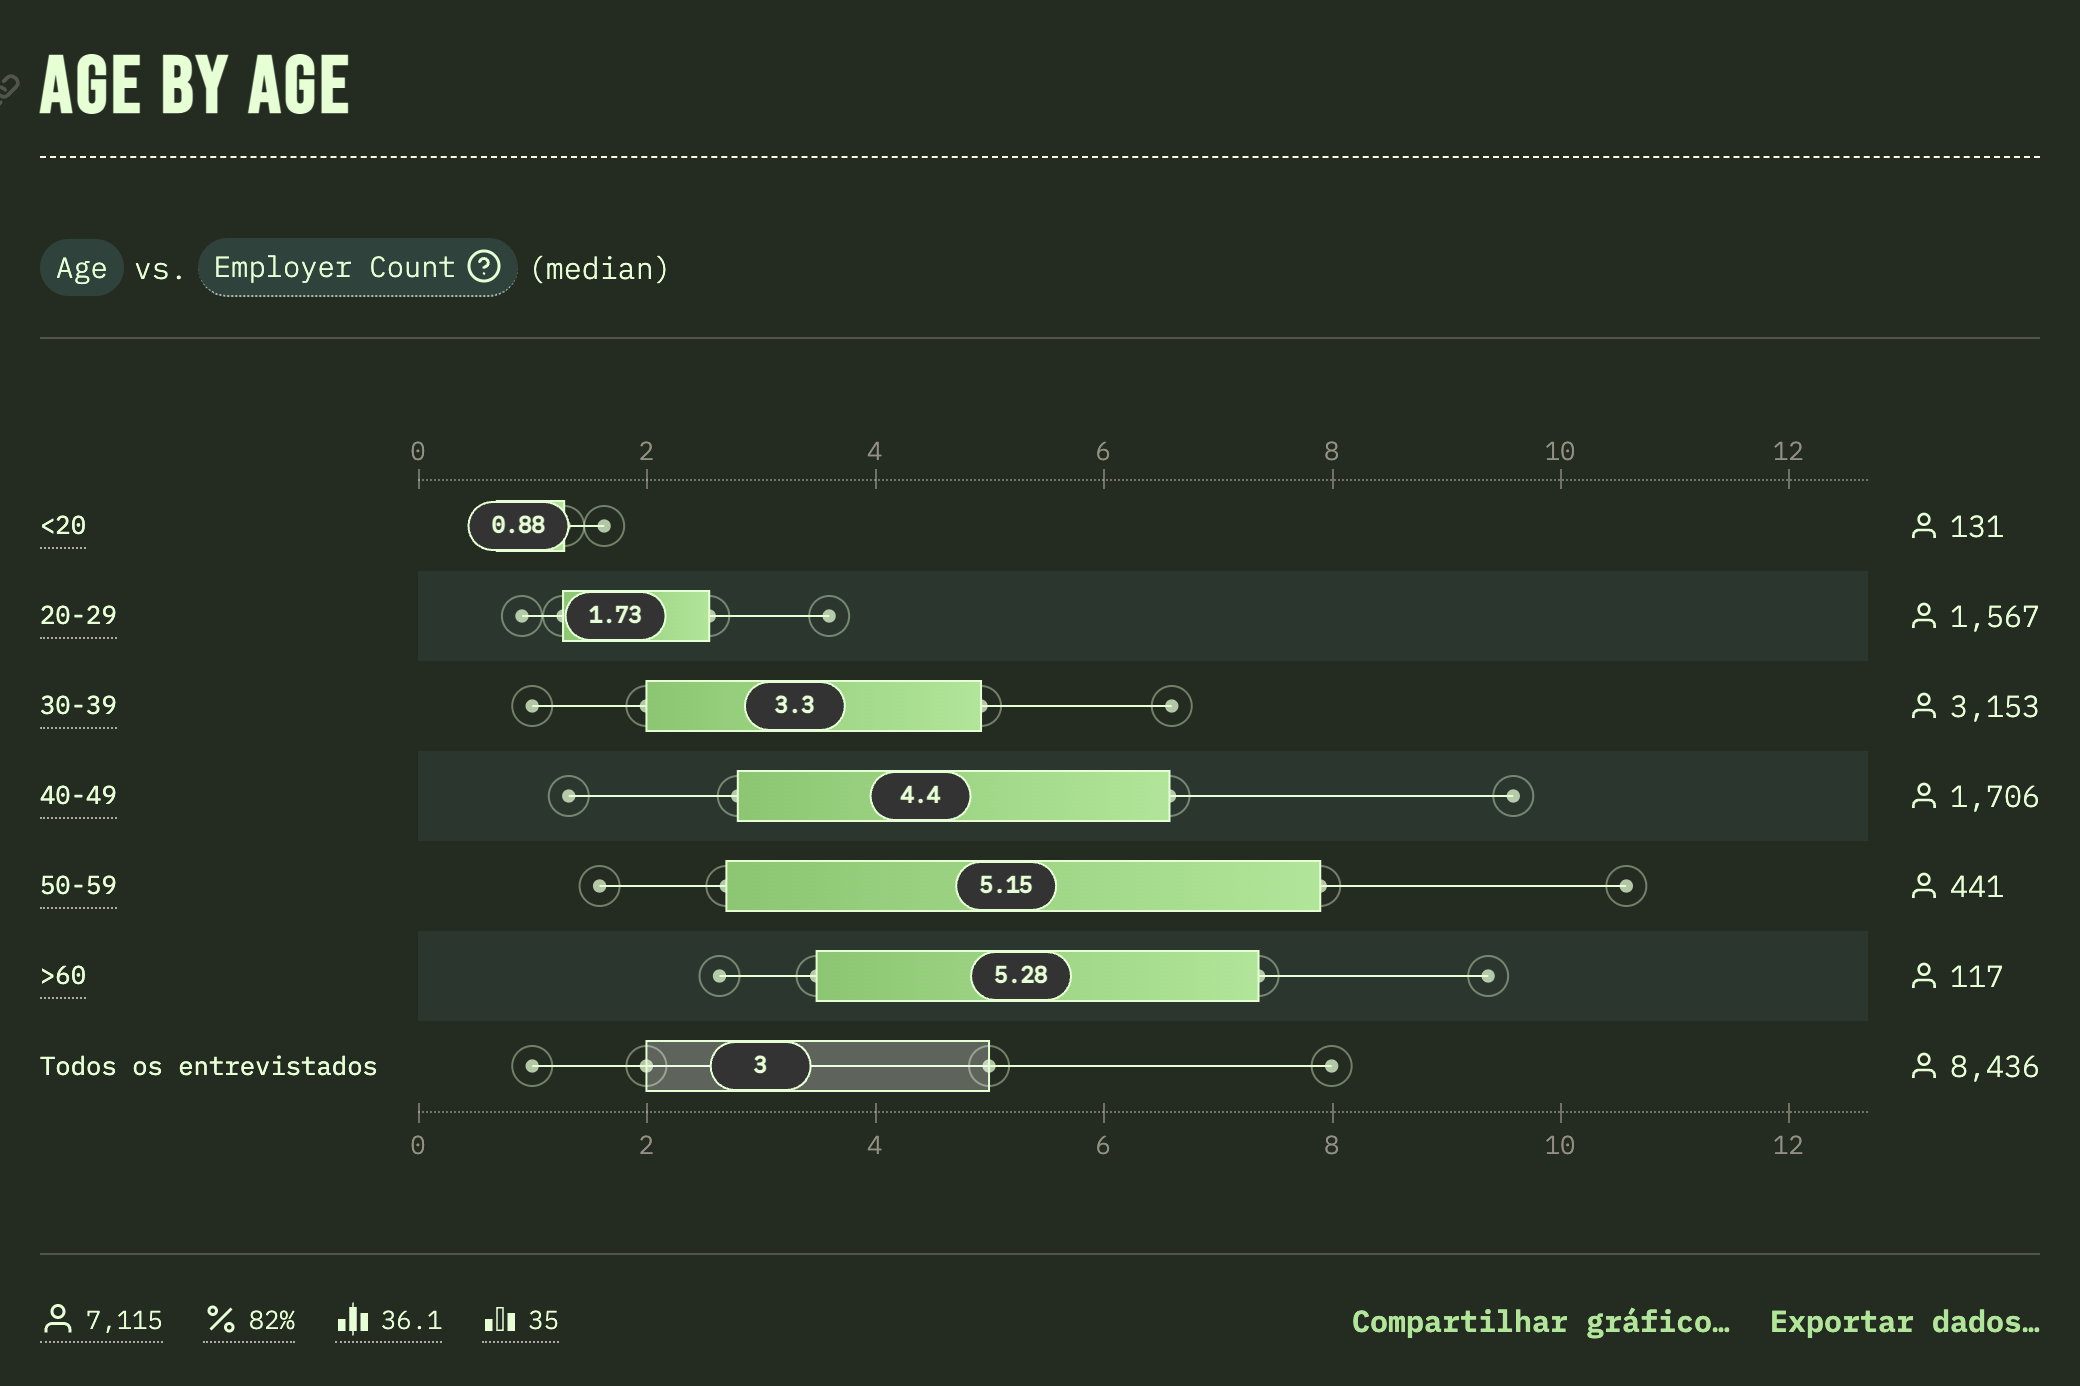 AGE BY AGE
Age vs. Employer Count ? (median)
0 2 4 6 8 10 12
<20 0.88 131
20-29 1.73 1,567
30-39 3.3 3,153
40-49 4.4 1,706
50-59 5.15 441
>60 5.28 117
Todos os entrevistados 3 8,436
0 2 4 6 8 10 12
7,115 82% 36.1 35 Compartilhar gráfico… Exportar dados…